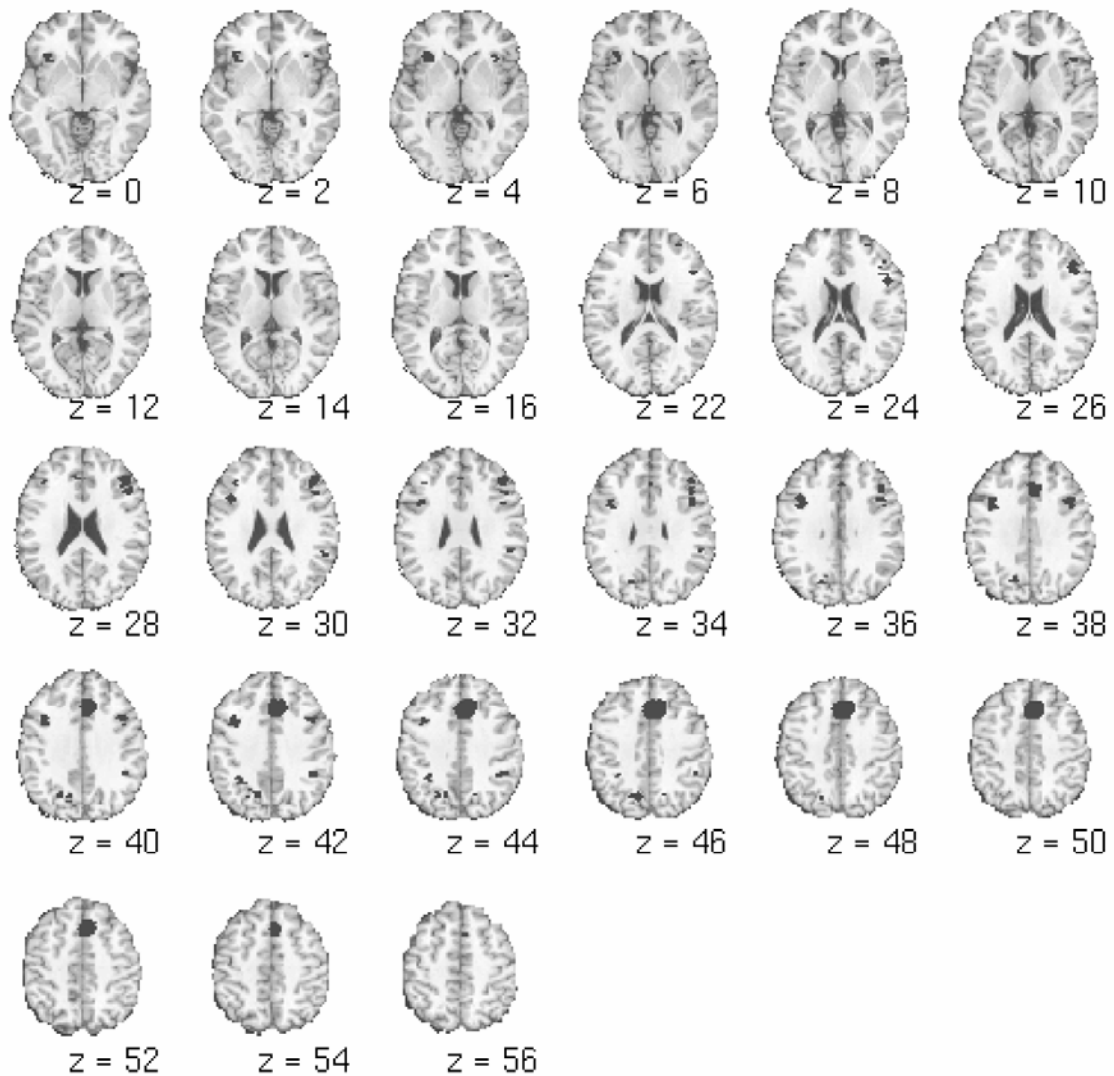 z = 0 z = 2 z = 4 z = 6 z = 8 z = 10
z = 12 z = 14 z = 16 z = 22 z = 24 z = 26
z = 28 z = 30 z = 32 z = 34 z = 36 z = 38
z = 40 z = 42 z = 44 z = 46 z = 48 z = 50
z = 52 z = 54 z = 56